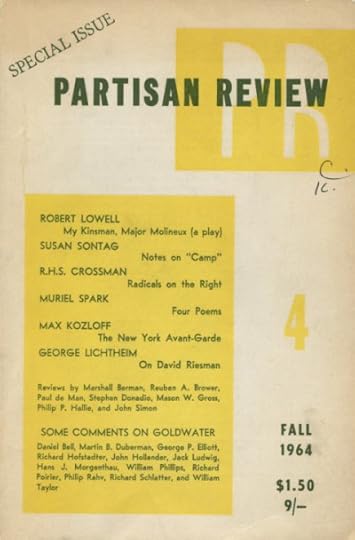 SPECIAL ISSUE
PR
PARTISAN REVIEW
C.
K.
ROBERT LOWELL
My Kinsman, Major Molineux (a play)
SUSAN SONTAG
Notes on "Camp"
R.H.S. CROSSMAN
Radicals on the Right
MURIEL SPARK
Four Poems
MAX KOZLOFF
The New York Avant-Garde
GEORGE LICHTHEIM
On David Riesman
Reviews by Marshall Berman, Reuben A. Brower,
Paul de Man, Stephen Donadio, Mason W. Gross,
Philip P. Hallie, and John Simon
SOME COMMENTS ON GOLDWATER
Daniel Bell, Martin B. Duberman, George P. Elliott,
Richard Hofstadter, John Hollander, Jack Ludwig,
Hans J. Morgenthau, William Phillips, Richard
Poirier, Philip Rahv, Richard Schlatter, and William
Taylor
4
FALL
1964
$1.50
9/–